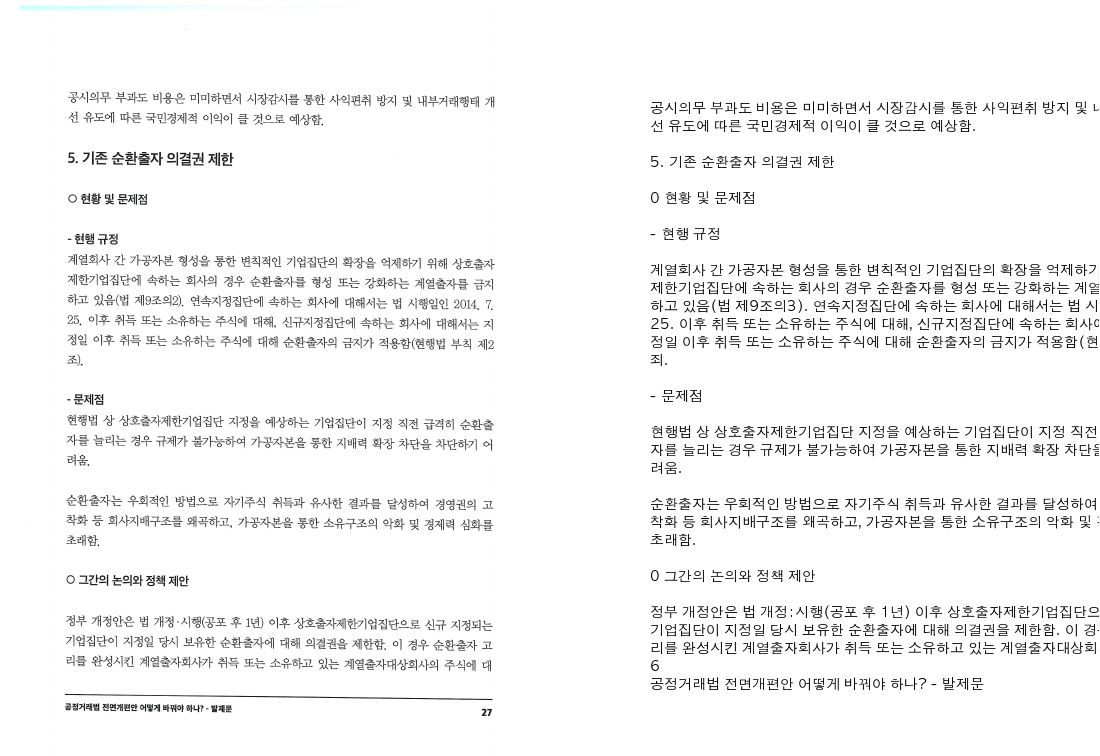 공시의무 부과도 비용은 미미하면서 시장감시를 통한 사익편취 방지 및 내부거래행태 개
선 유도에 따른 국민경제적 이익이 클 것으로 예상함.
5. 기존 순환출자 의결권 제한
○ 현황 및 문제점
- 현행 규정
계열회사 간 가공자본 형성을 통한 변칙적인 기업집단의 확장을 억제하기 위해 상호출자
제한기업집단에 속하는 회사의 경우 순환출자를 형성 또는 강화하는 계열출자를 금지
하고 있음(법 제9조의2). 연속지정집단에 속하는 회사에 대해서는 법 시행일인 2014. 7.
25. 이후 취득 또는 소유하는 주식에 대해, 신규지정집단에 속하는 회사에 대해서는 지
정일 이후 취득 또는 소유하는 주식에 대해 순환출자의 금지가 적용함(현행법 부칙 제2
조).
- 문제점
현행법 상 상호출자제한기업집단 지정을 예상하는 기업집단이 지정 직전 급격히 순환출
자를 늘리는 경우 규제가 불가능하여 가공자본을 통한 지배력 확장 차단을 차단하기 어
려움.
순환출자는 우회적인 방법으로 자기주식 취득과 유사한 결과를 달성하여 경영권의 고
착화 등 회사지배구조를 왜곡하고, 가공자본을 통한 소유구조의 악화 및 경제력 심화를
초래함.
○ 그간의 논의와 정책 제안
정부 개정안은 법 개정·시행(공포 후 1년) 이후 상호출자제한기업집단으로 신규 지정되는
기업집단이 지정일 당시 보유한 순환출자에 대해 의결권을 제한함. 이 경우 순환출자 고
리를 완성시킨 계열출자회사가 취득 또는 소유하고 있는 계열출자대상회사의 주식에 대
공정거래법 전면개편안 어떻게 바꿔야 하나? - 발제문
27
공시의무 부과도 비용은 미미하면서 시장감시를 통한 사익편취 방지 및
선 유도에 따른 국민경제적 이익이 클 것으로 예상함.
5. 기존 순환출자 의결권 제한
0 현황 및 문제점
- 현행 규정
계열회사 간 가공자본 형성을 통한 변칙적인 기업집단의 확장을 억제하기
제한기업집단에 속하는 회사의 경우 순환출자를 형성 또는 강화하는
하고 있음(법 제9조의3). 연속지정집단에 속하는 회사에 대해서는 법
25. 이후 취득 또는 소유하는 주식에 대해, 신규지정집단에 속하는
정일 이후 취득 또는 소유하는 주식에 대해 순환출자의 금지가 적옹함(현
죄.
- 문제점
현행법 상 상호출자제한기업집단 지정을 예상하는 기업집단이 지정 직전
자를 늘리는 경우 규제가 불가능하여 가공자본을 통한 지배력 확장
려움.
순환출자는 우회적인 방법으로 자기주식 취득과 유사한 결과를 달성하여
착화 등 회사지배구조를 왜곡하고, 가공자본을 통한 소유구조의 악화 및
초래함.
0 그간의 논의와 정책 제안
정부 개정안은 법 개정:시행(공포 후 1년) 이후 상호출자제한기업집단으
기업집단이 지정일 당시 보유한 순환출자에 대해 의결권을 제한함. 이
리를 완성시킨 계열출자회사가 취득 또는 소유하고 있는 계열출자대상회
6
공정거래법 전면개편안 어떻게 바꿔야 하나? - 발제문